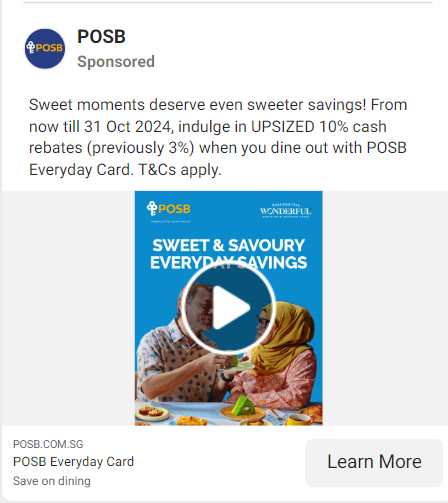 POSB
POSB
Sponsored
Sweet moments deserve even sweeter savings! From
now till 31 Oct 2024, indulge in UPSIZED 10% cash
rebates (previously 3%) when you dine out with POSB
Everyday Card. T&Cs apply.
POSB
WONDERFUL
SWEET & SAVOURY
EVERYDAY SAVINGS
POSB.COM.SG
POSB Everyday Card
Save on dining
Learn More